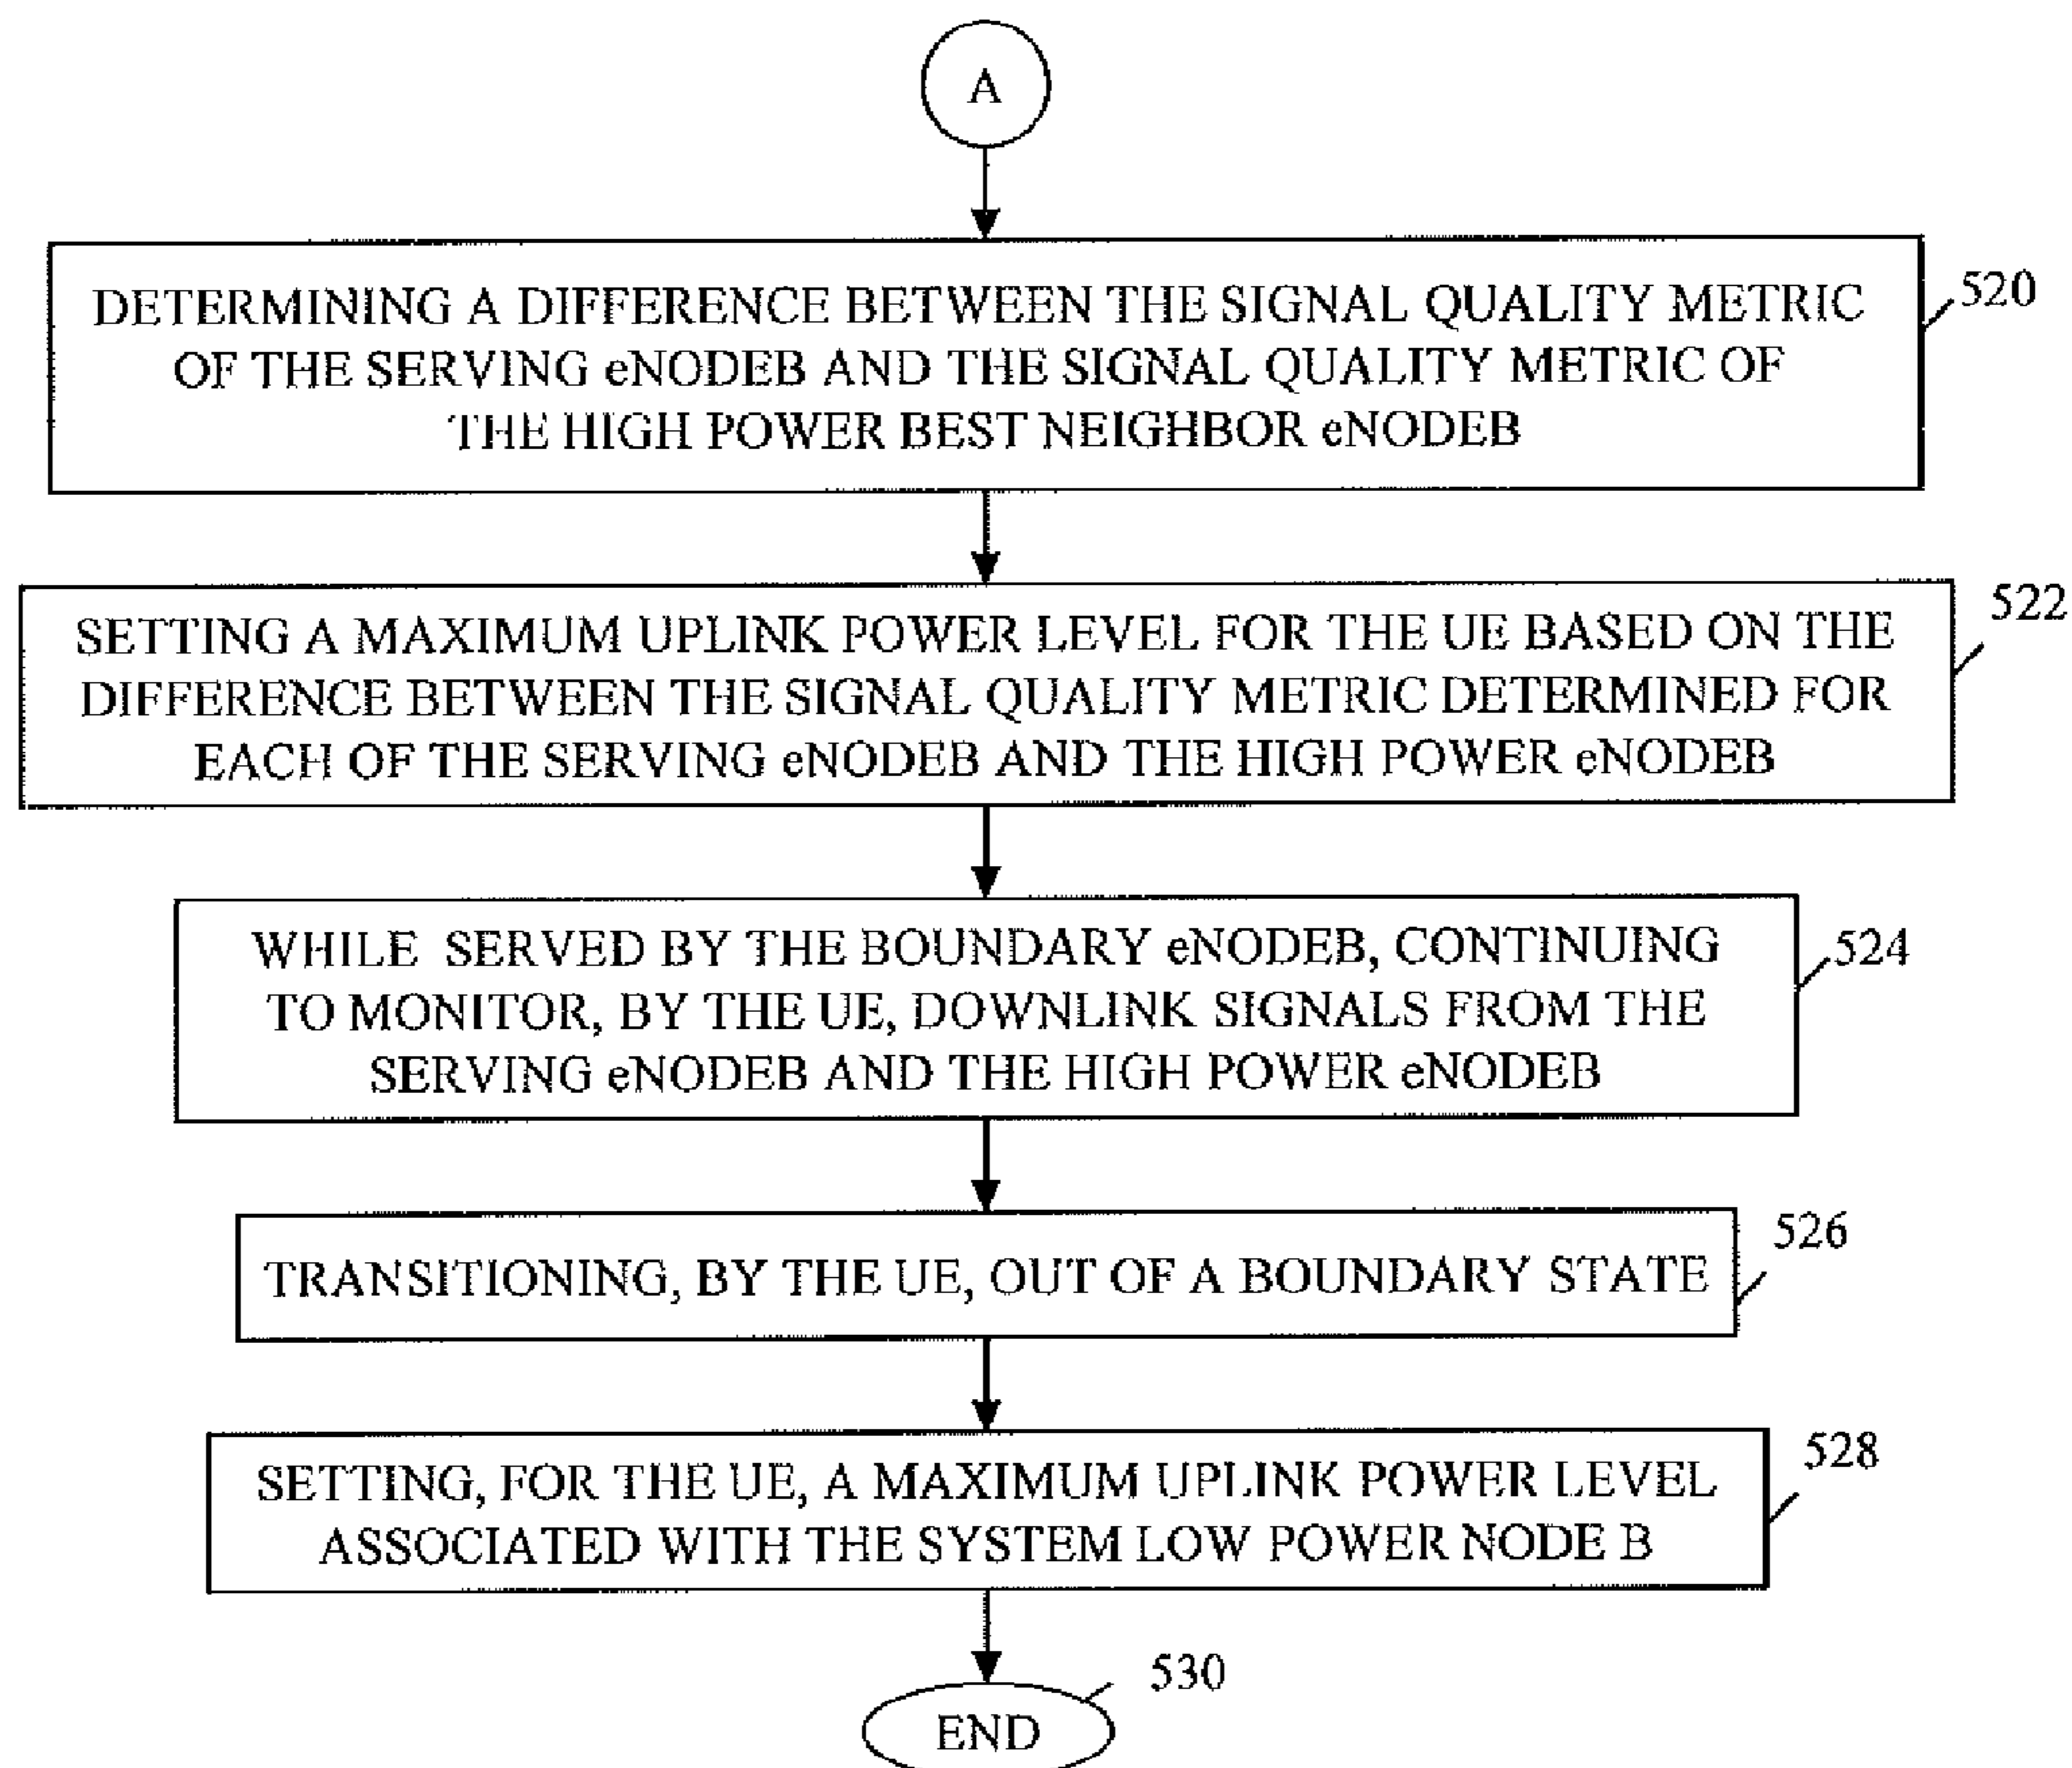 A
DETERMINING A DIFFERENCE BETWEEN THE SIGNAL QUALITY METRIC
OF THE SERVING eNODEB AND THE SIGNAL QUALITY METRIC OF
THE HIGH POWER BEST NEIGHBOR eNODEB
520
SETTING A MAXIMUM UPLINK POWER LEVEL FOR THE UE BASED ON THE
DIFFERENCE BETWEEN THE SIGNAL QUALITY METRIC DETERMINED FOR
EACH OF THE SERVING eNODEB AND THE HIGH POWER eNODEB
522
WHILE SERVED BY THE BOUNDARY eNODEB, CONTINUING
TO MONITOR, BY THE UE, DOWNLINK SIGNALS FROM THE
SERVING eNODEB AND THE HIGH POWER eNODEB
524
TRANSITIONING, BY THE UE, OUT OF A BOUNDARY STATE
526
SETTING, FOR THE UE, A MAXIMUM UPLINK POWER LEVEL
ASSOCIATED WITH THE SYSTEM LOW POWER NODE B
528
END
530